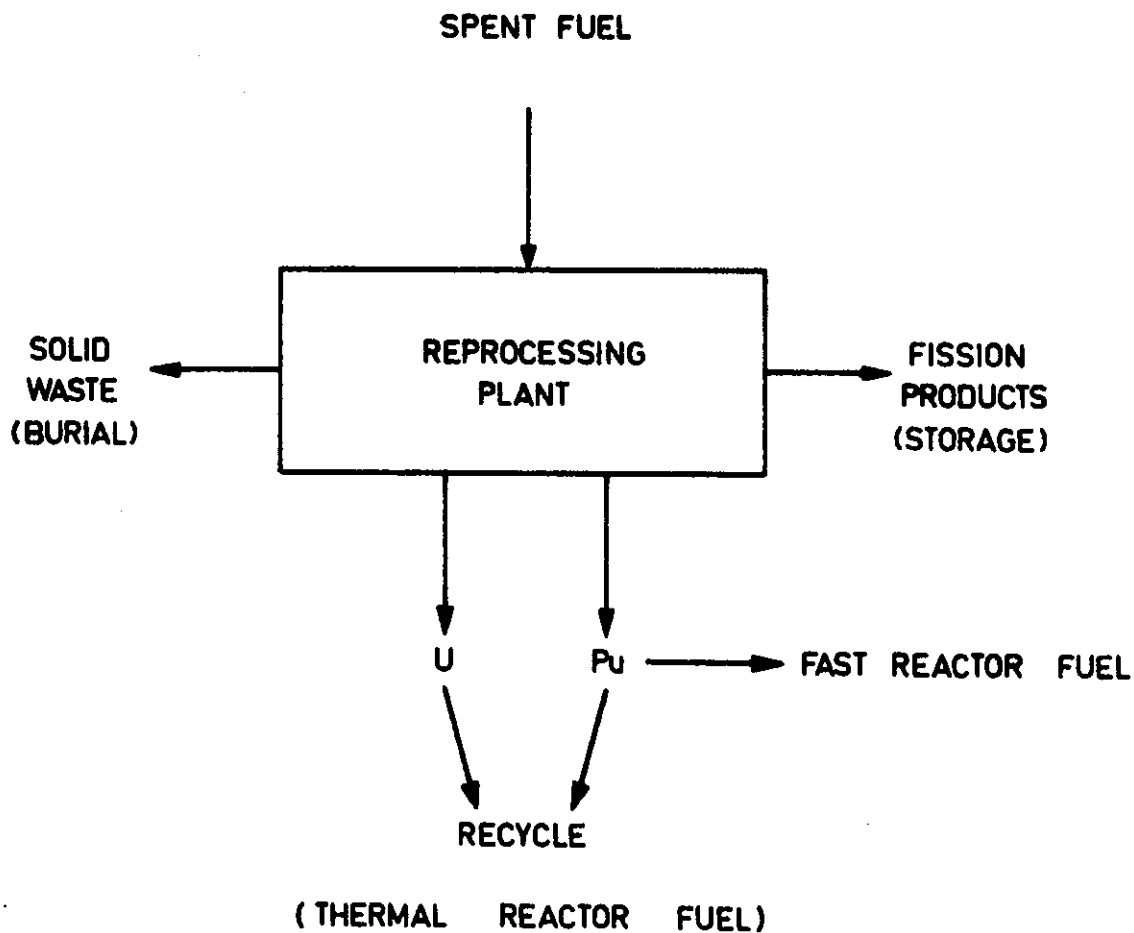 SPENT FUEL
REPROCESSING
PLANT
SOLID
WASTE
(BURIAL)
FISSION
PRODUCTS
(STORAGE)
U
Pu
FAST REACTOR FUEL
RECYCLE
(THERMAL REACTOR FUEL)